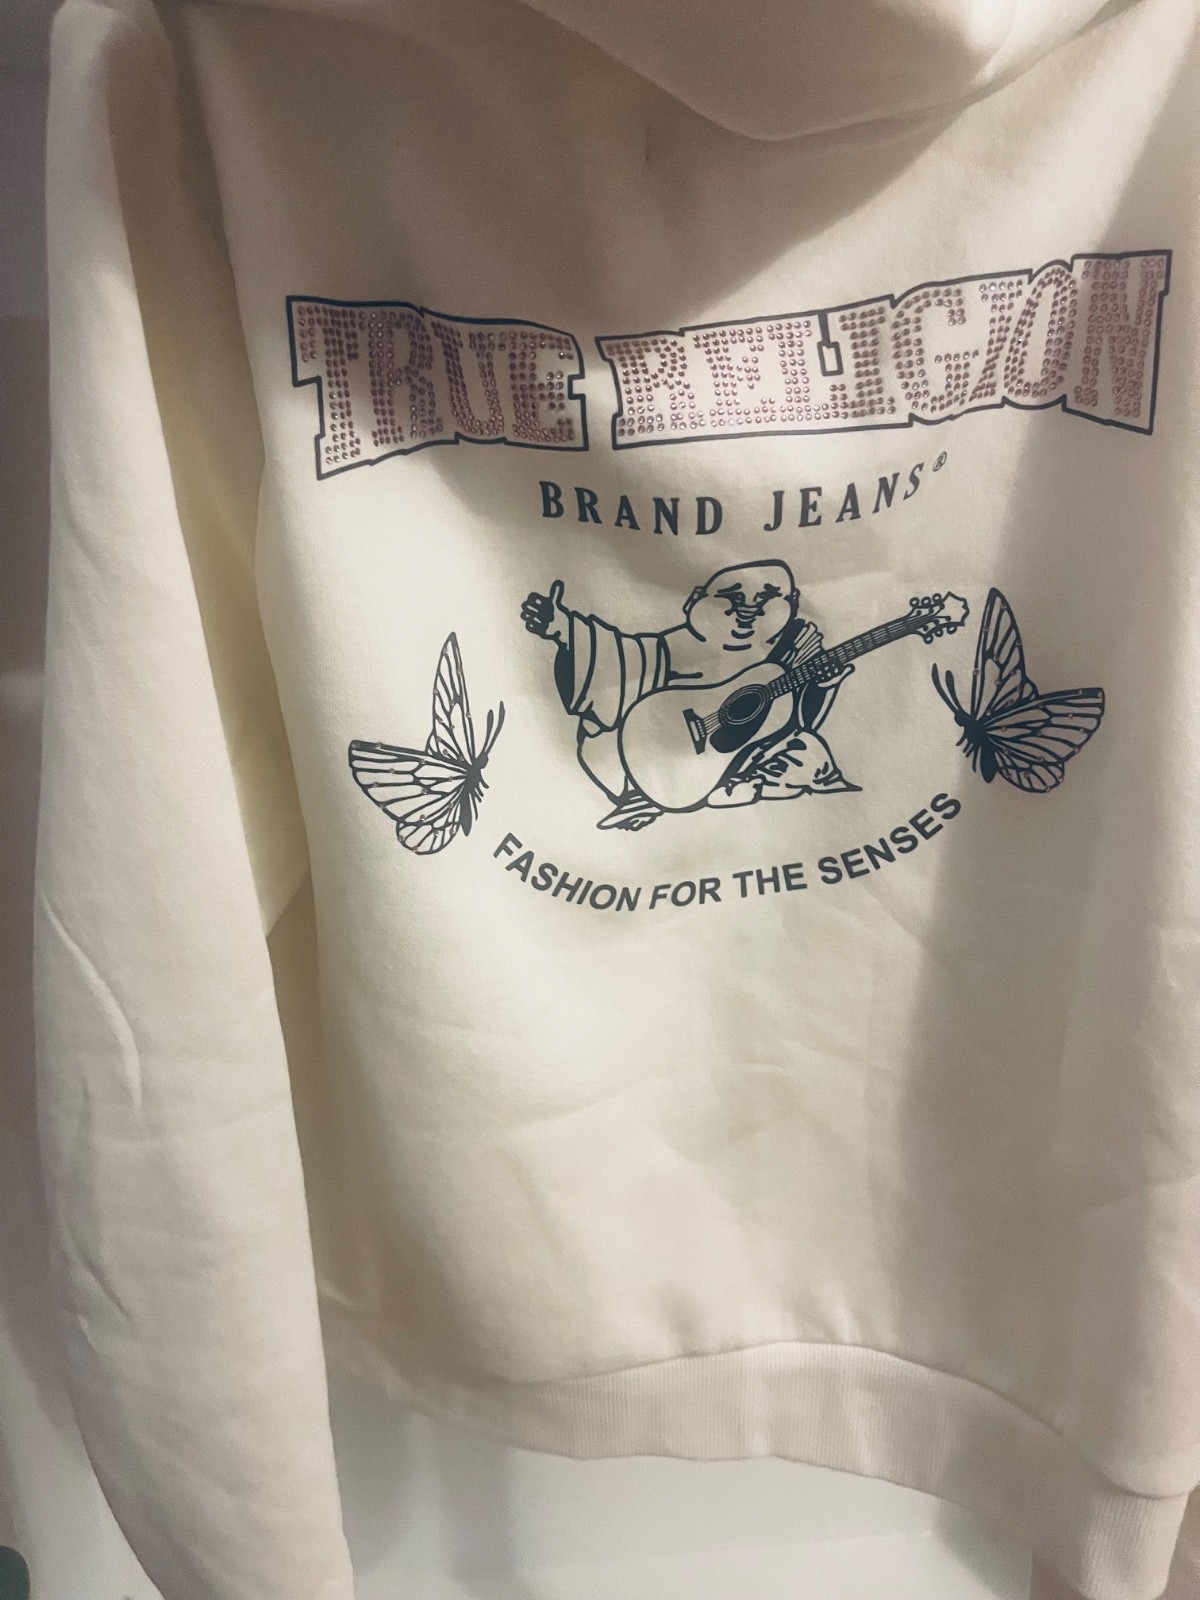 TRUE RELIGION
BRAND JEANS®
FASHION FOR THE SENSES